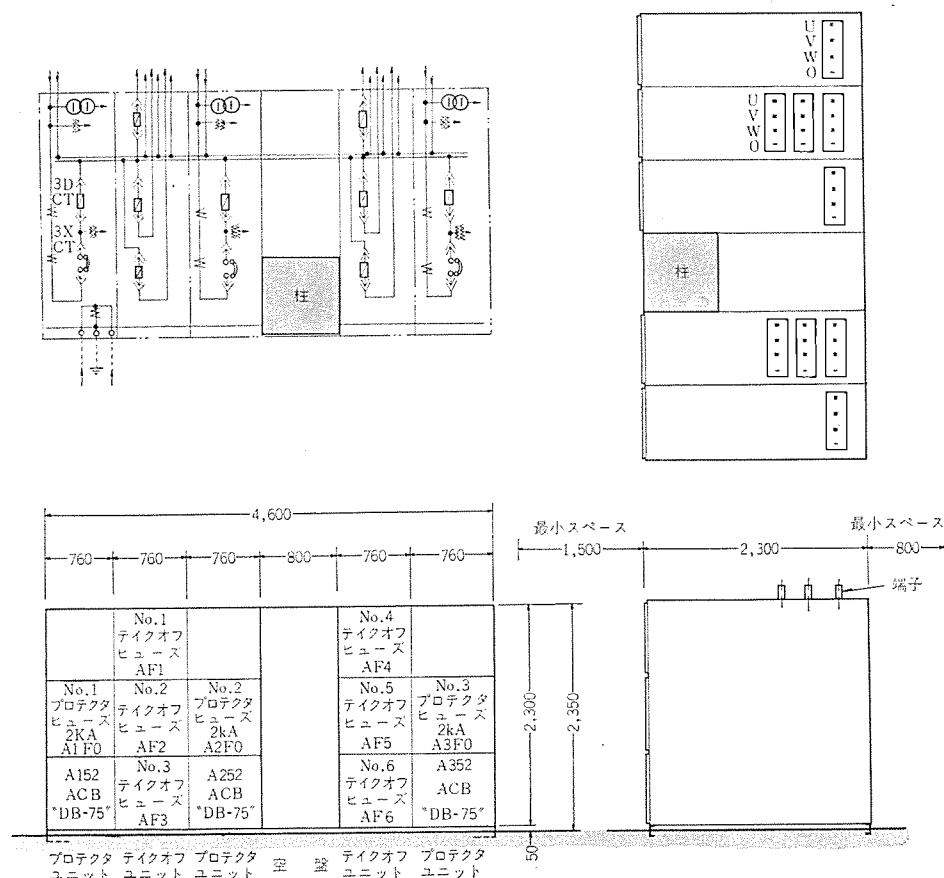 3D
CT
3X
CT
柱
U
V
W
O
U
V
W
O
柱
4,600
760
760
760
800
760
760
No.1
テイクオフ
ヒューズ
AF1
No.4
テイクオフ
ヒューズ
AF4
No.1
プロテクタ
ヒューズ
2KA
A1F0
No.2
テイクオフ
ヒューズ
AF2
No.2
プロテクタ
ヒューズ
2kA
A2F0
No.5
テイクオフ
ヒューズ
AF5
No.3
プロテクタ
ヒューズ
2kA
A3F0
A152
ACB
"DB-75"
No.3
テイクオフ
ヒューズ
AF3
A252
ACB
"DB-75"
No.6
テイクオフ
ヒューズ
AF6
A352
ACB
"DB-75"
2,300
2,350
50
プロテクタ
ユニット
テイクオフ
ユニット
プロテクタ
ユニット
空 盤
テイクオフ
ユニット
プロテクタ
ユニット
最小スペース
1,500
2,300
最小スペース
800
端子